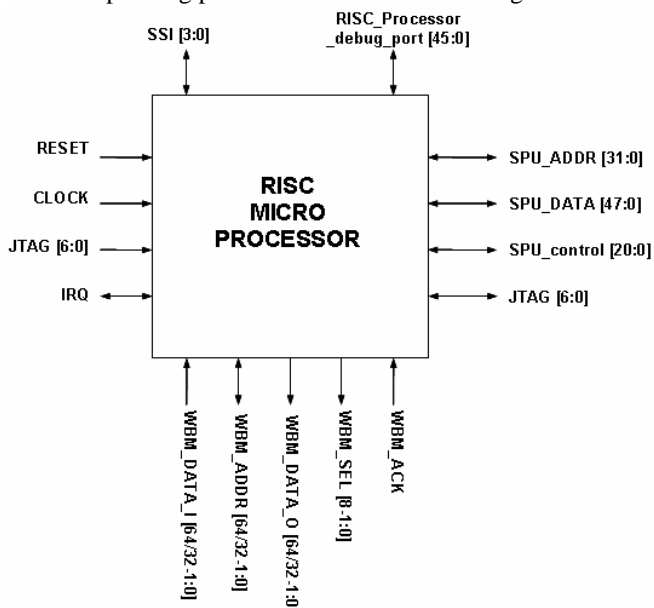 SSI [3:0]
RISC_Processor
_debug_port [45:0]
RESET
CLOCK
JTAG [6:0]
IRQ
RISC
MICRO
PROCESSOR
SPU_ADDR [31:0]
SPU_DATA [47:0]
SPU_control [20:0]
JTAG [6:0]
WBM_DATA_I [64/32-1:0]
WBM_ADDR [64/32-1:0]
WBM_DATA_O [64/32-1:0
WBM_SEL [8-1:0]
WBM_ACK